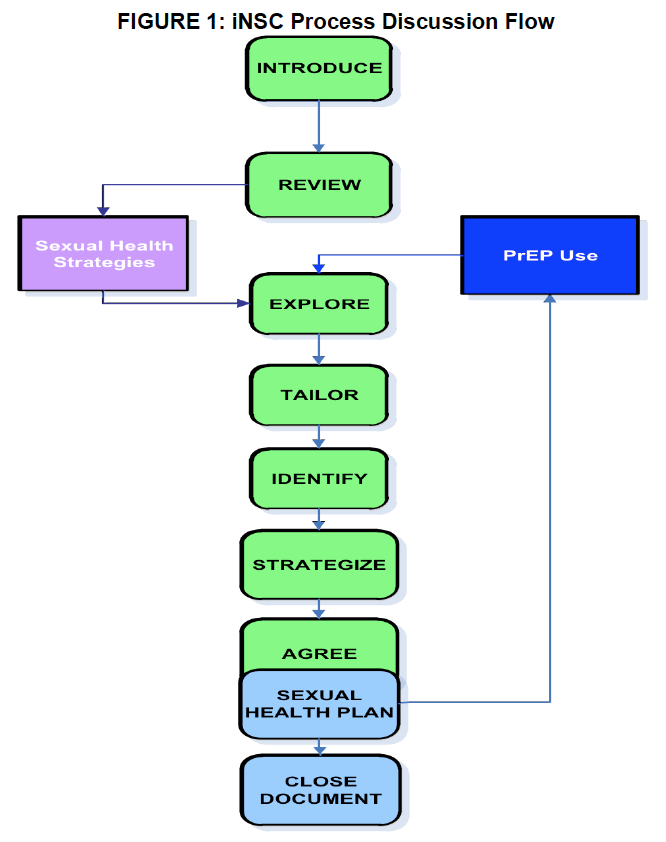 FIGURE 1: iNSC Process Discussion Flow
INTRODUCE
REVIEW
Sexual Health
Strategies
PrEP Use
EXPLORE
TAILOR
IDENTIFY
STRATEGIZE
AGREE
SEXUAL
HEALTH PLAN
CLOSE
DOCUMENT